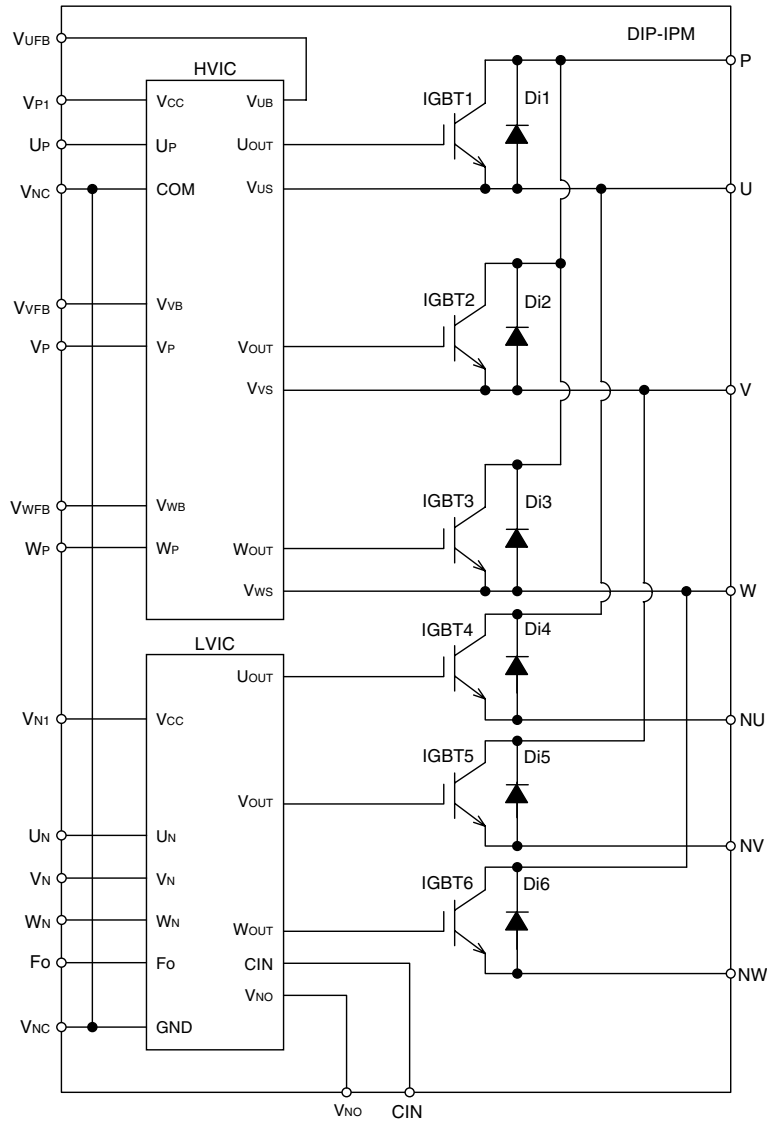 DIP-IPM
VUFB
HVIC
P
IGBT1
Di1
VP1
VCC
VUB
UP
UP
UOUT
VNC
COM
VUS
U
IGBT2
Di2
VVFB
VVB
VP
VP
VOUT
VVS
V
IGBT3
Di3
VWFB
VWB
WP
WP
WOUT
VWS
W
LVIC
IGBT4
Di4
UOUT
VN1
VCC
NU
IGBT5
Di5
VOUT
UN
UN
NV
VN
VN
IGBT6
Di6
WN
WN
WOUT
Fo
Fo
CIN
NW
VNO
VNC
GND
VNO
CIN